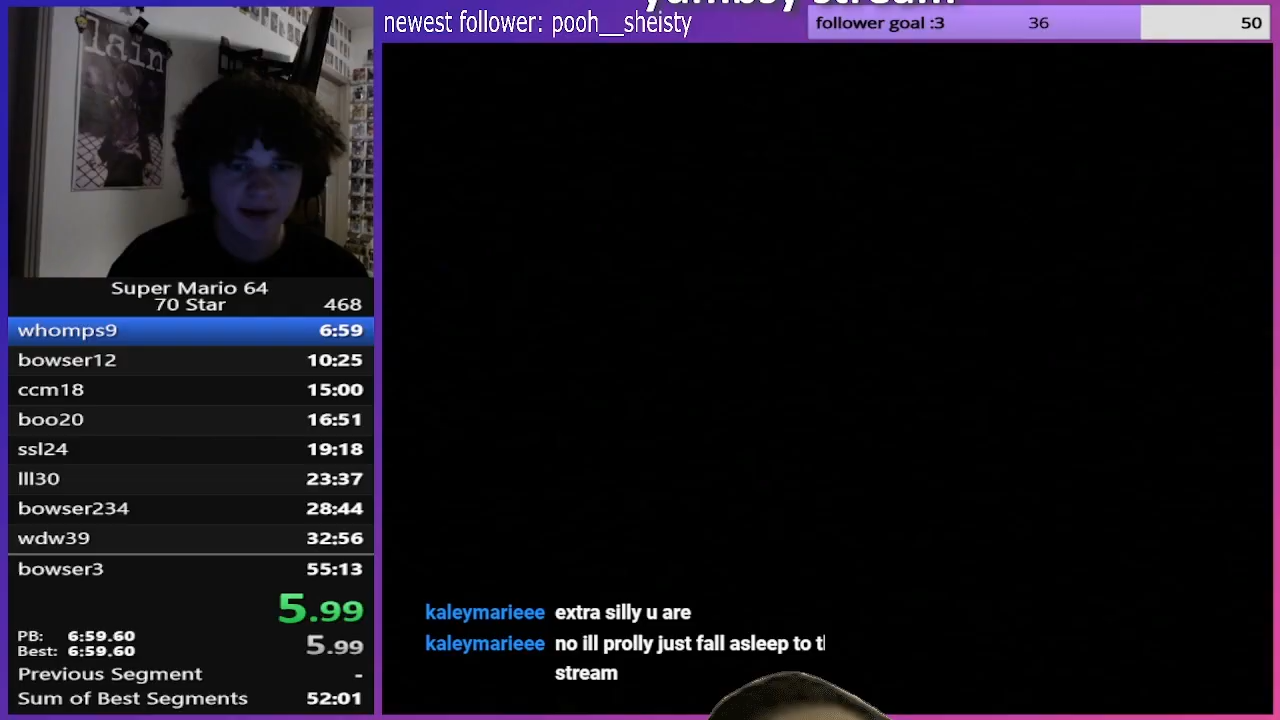 yumboy stream
newest follower: pooh__sheisty
follower goal :3 36 50
lain
Super Mario 64
70 Star 468
whomps9 6:59
bowser12 10:25
ccm18 15:00
boo20 16:51
ssl24 19:18
lll30 23:37
bowser234 28:44
wdw39 32:56
bowser3 55:13
5.99
PB: 6:59.60
Best: 6:59.60 5.99
Previous Segment -
Sum of Best Segments 52:01
kaleymarieee extra silly u are
kaleymarieee no ill prolly just fall asleep to
stream